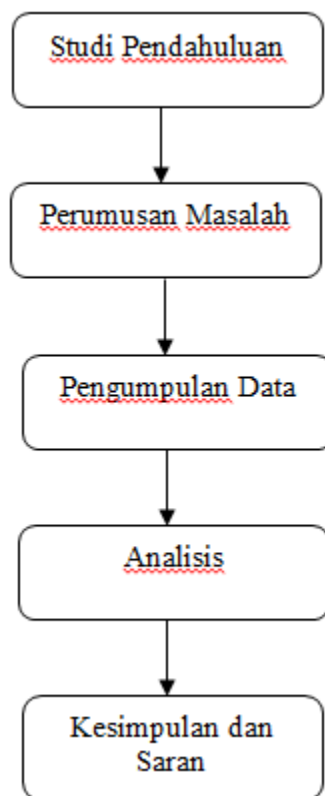 Studi Pendahuluan
Perumusan Masalah
Pengumpulan Data
Analisis
Kesimpulan dan
Saran